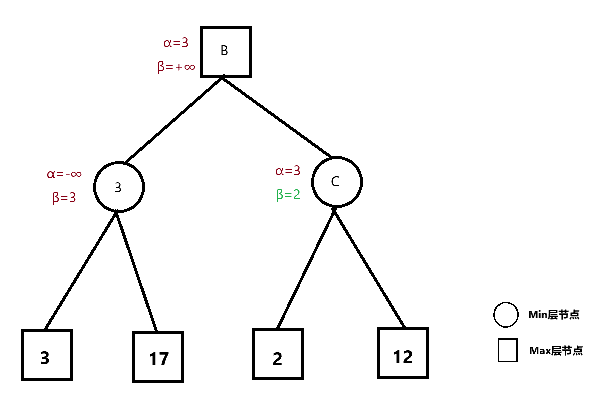 α=3
B
β=+∞
α=-∞
3
β=3
α=3
C
β=2
3
17
2
12
Min层节点
Max层节点